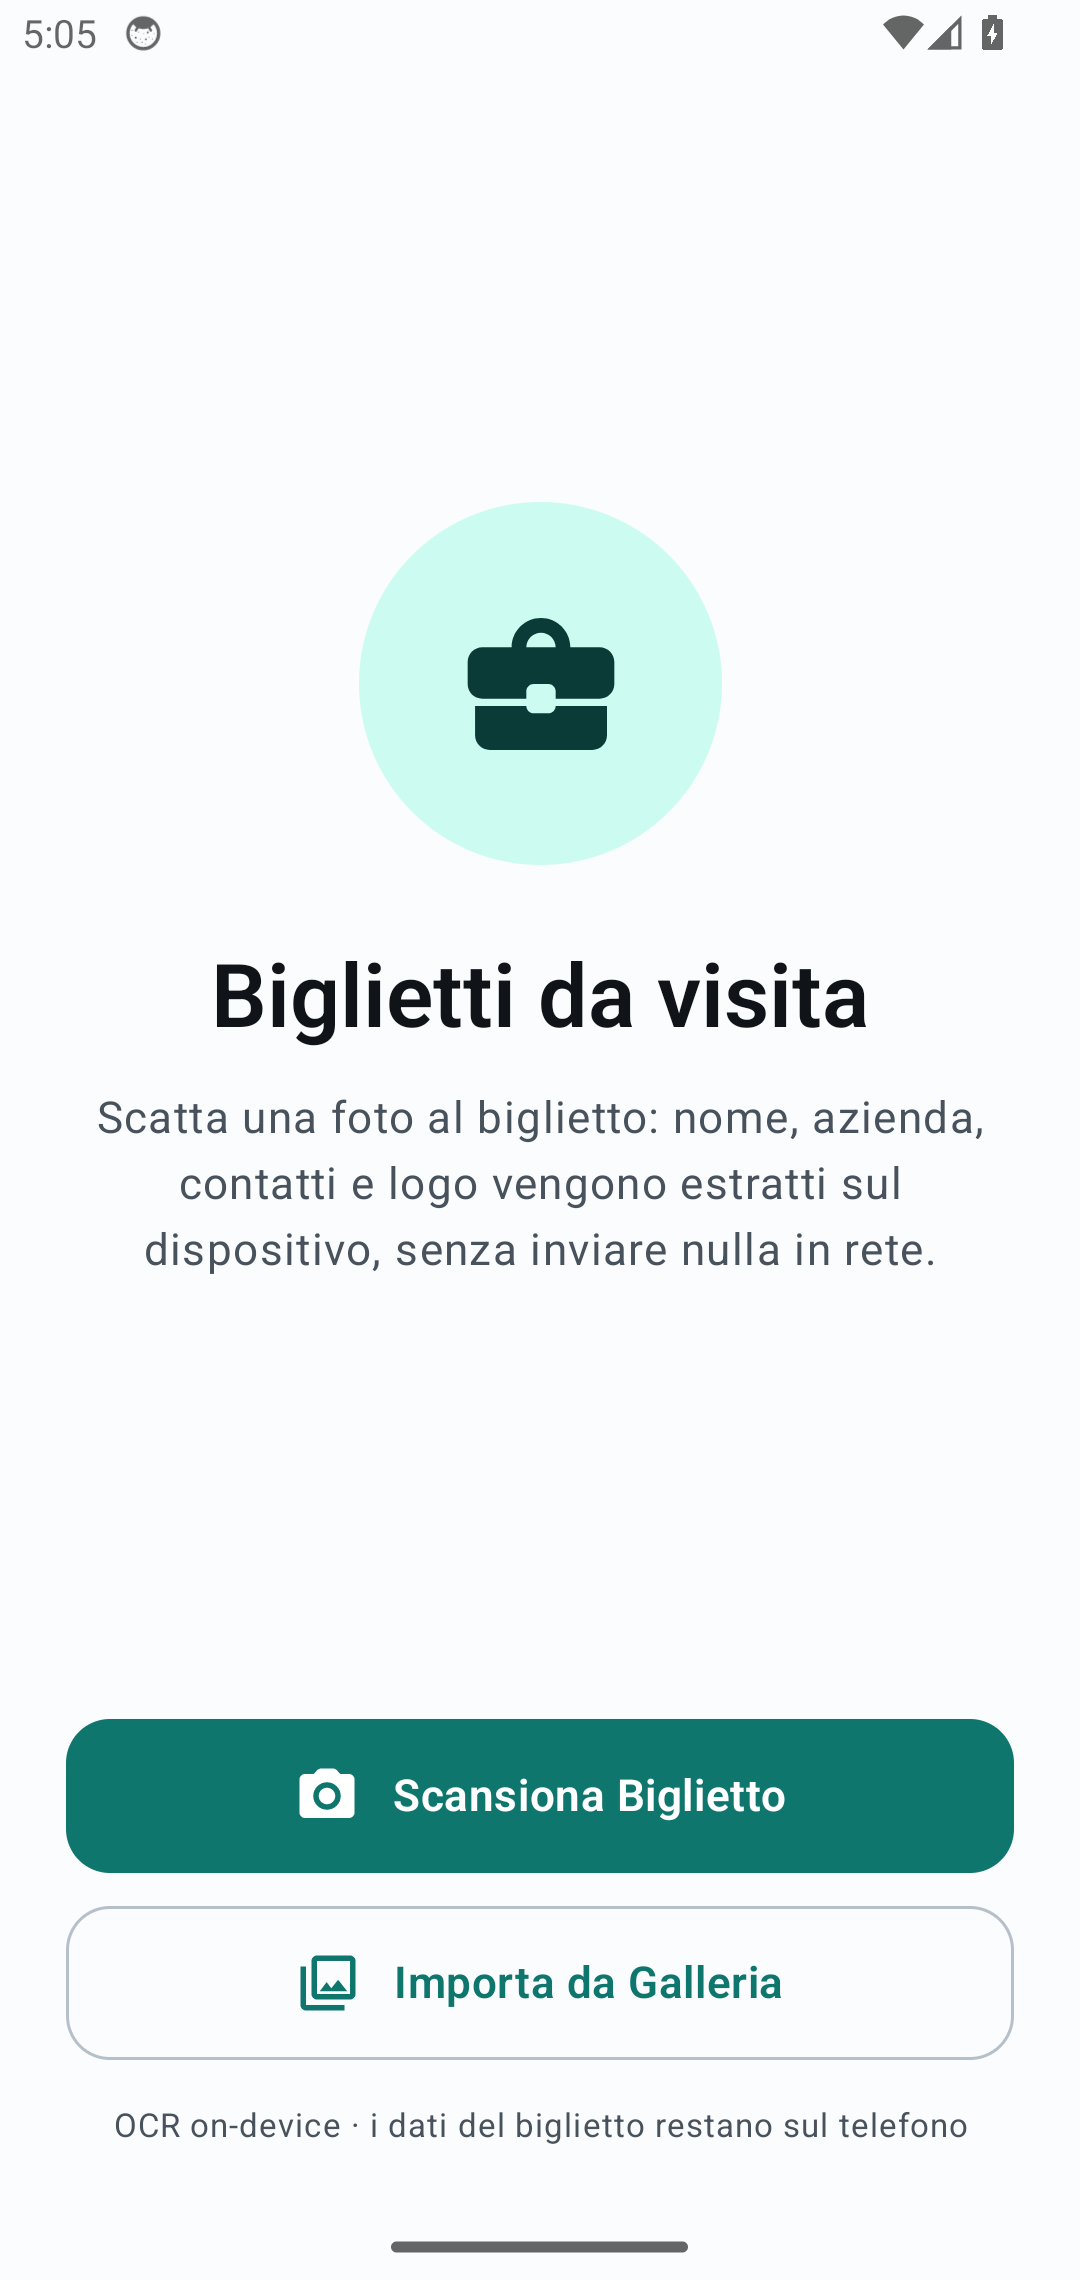 5:05
Biglietti da visita
Scatta una foto al biglietto: nome, azienda,
contatti e logo vengono estratti sul
dispositivo, senza inviare nulla in rete.
Scansiona Biglietto
Importa da Galleria
OCR on-device · i dati del biglietto restano sul telefono